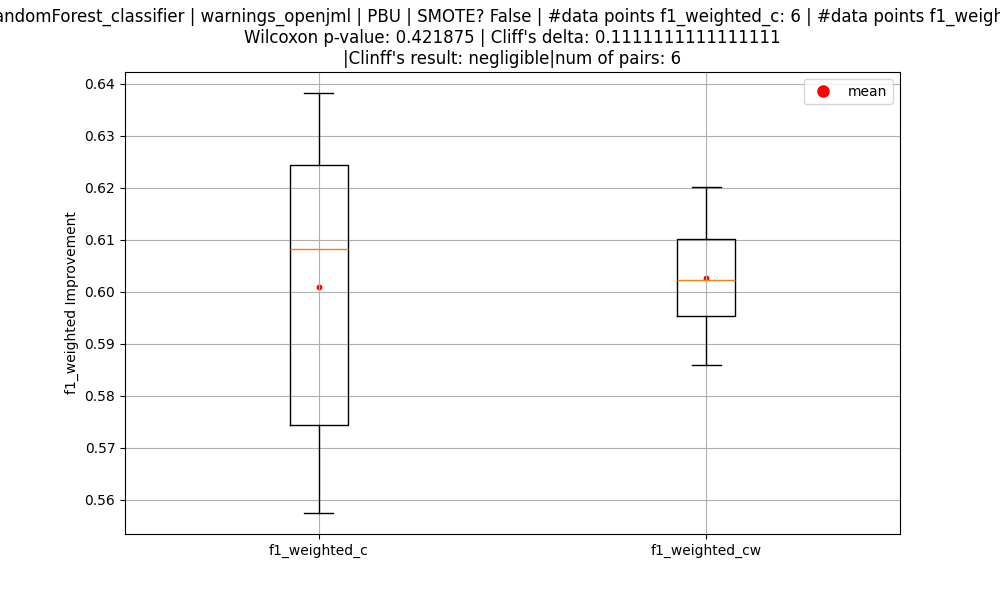 andomForest_classifier | warnings_openjml | PBU | SMOTE? False | #data points f1_weighted_c: 6 | #data points f1_weigh
Wilcoxon p-value: 0.421875 | Cliff's delta: 0.1111111111111111
|Clinff's result: negligible|num of pairs: 6
mean
0.64
0.63
0.62
0.61
0.60
0.59
0.58
0.57
0.56
f1_weighted Improvement
f1_weighted_c
f1_weighted_cw